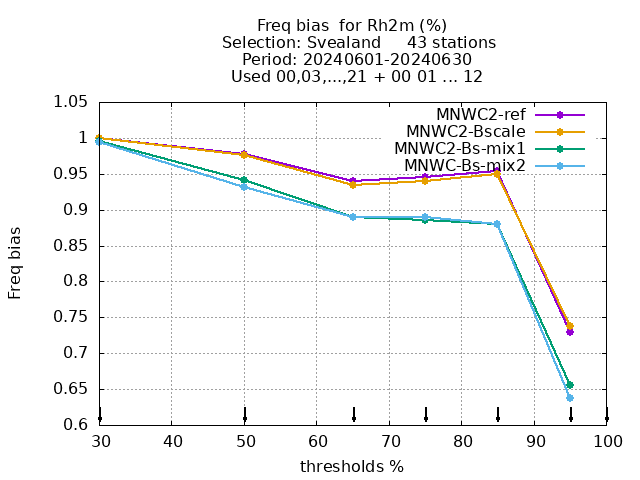 Freq bias  for Rh2m (%)
Selection: Svealand     43 stations
Period: 20240601-20240630
Used 00,03,...,21 + 00 01 ... 12
MNWC2-ref
MNWC2-Bscale
MNWC2-Bs-mix1
MNWC-Bs-mix2
Freq bias
1.05
1
0.95
0.9
0.85
0.8
0.75
0.7
0.65
0.6
30 40 50 60 70 80 90 100
thresholds %